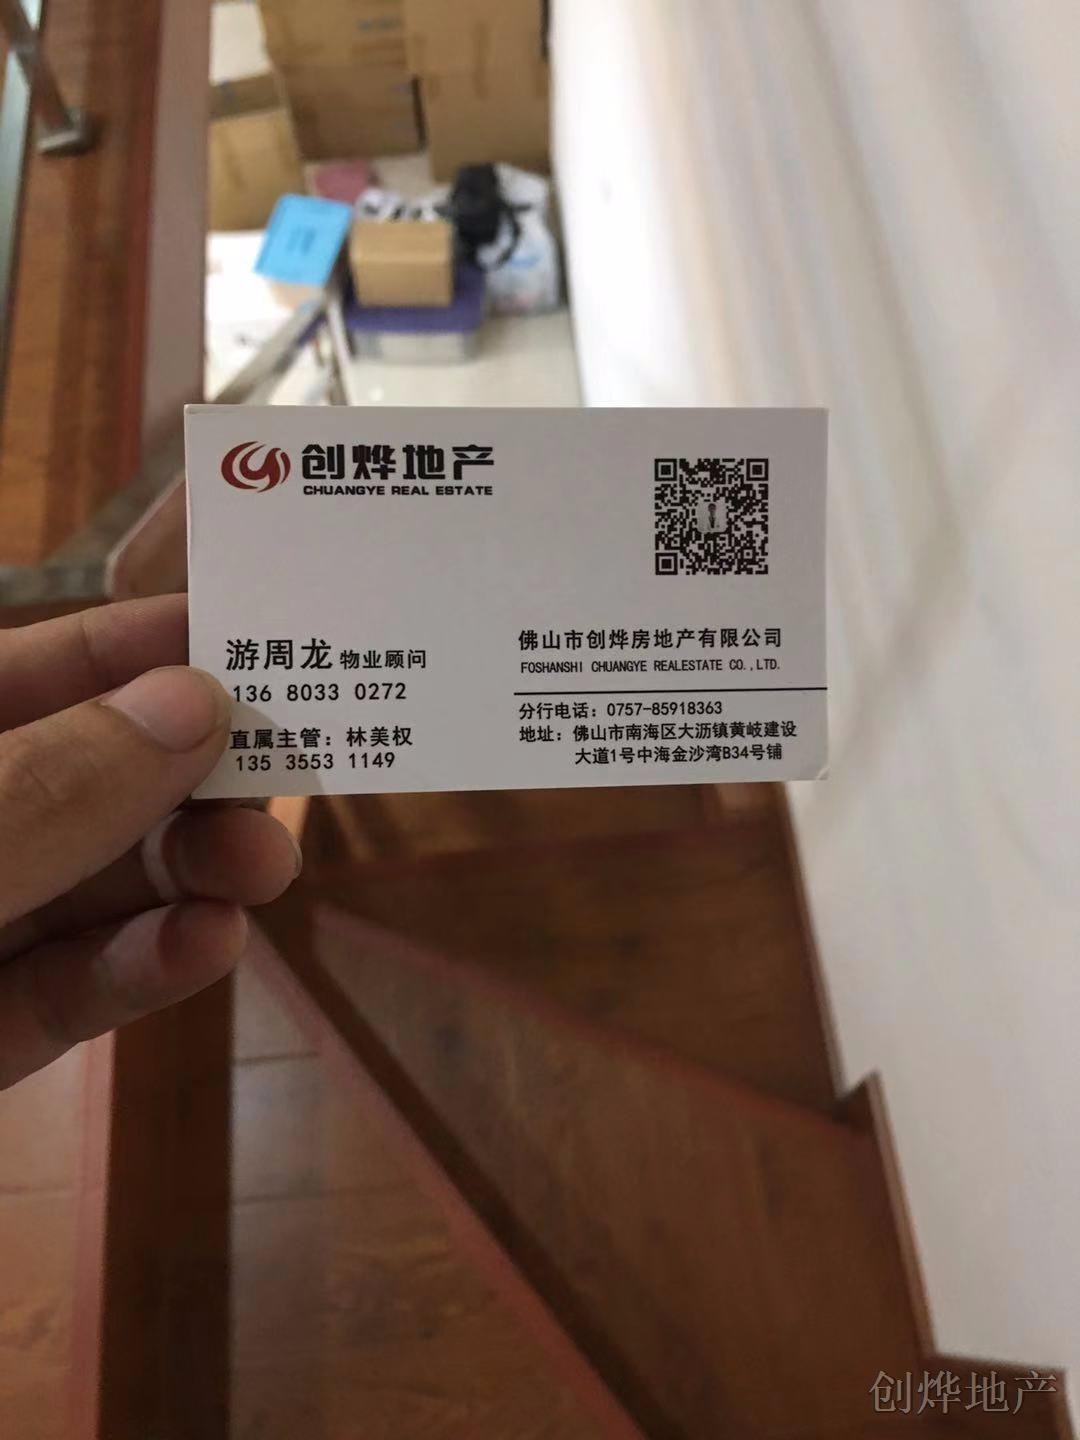 创烨地产
CHUANGYE REAL ESTATE
游周龙 物业顾问
136 8033 0272
直属主管：林美权
135 3553 1149
佛山市创烨房地产有限公司
FOSHANSHI CHUANGYE REALESTATE CO.,LTD.
分行电话：0757-85918363
地址：佛山市南海区大沥镇黄岐建设
大道1号中海金沙湾B34号铺
创烨地产